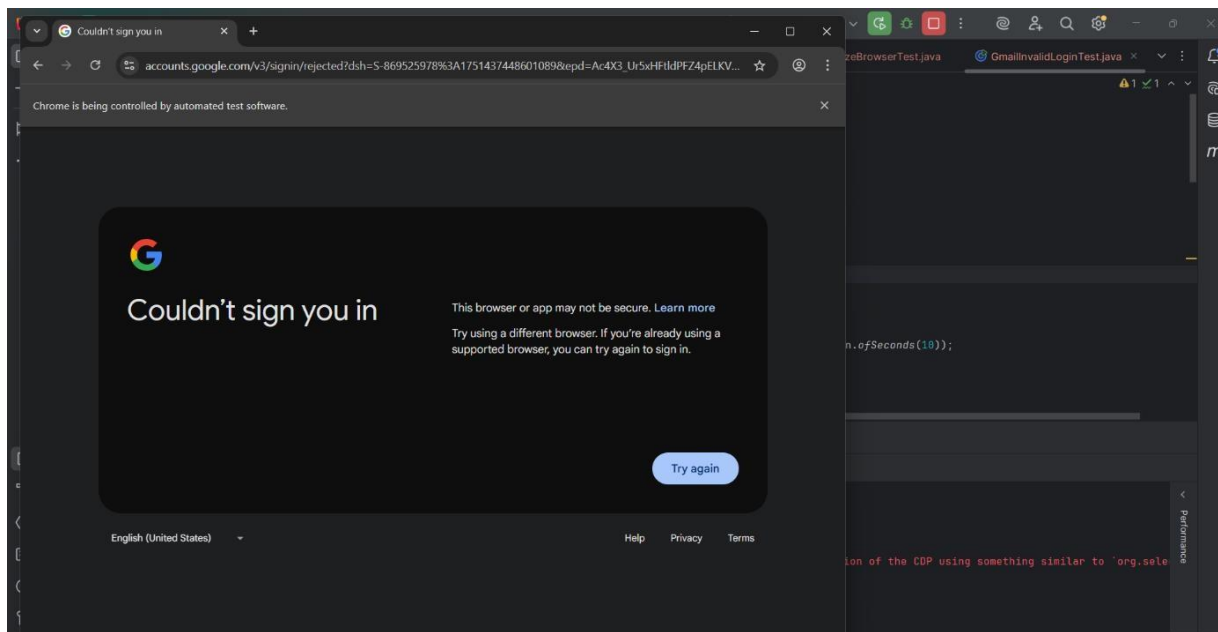 Couldn't sign you in
accounts.google.com/v3/signin/rejected?dsh=S-869525978%3A1751437448601089&epd=Ac4X3_Ur5xHFtldPFZ4pELKV...
zeBrowserTest.java
GmailInvalidLoginTest.java
Chrome is being controlled by automated test software.
1
1
Couldn't sign you in
This browser or app may not be secure. Learn more
Try using a different browser. If you're already using a
supported browser, you can try again to sign in.
n.ofSeconds(10));
Try again
English (United States)
Help
Privacy
Terms
Performance
ion of the CDP using something similar to `org.sele